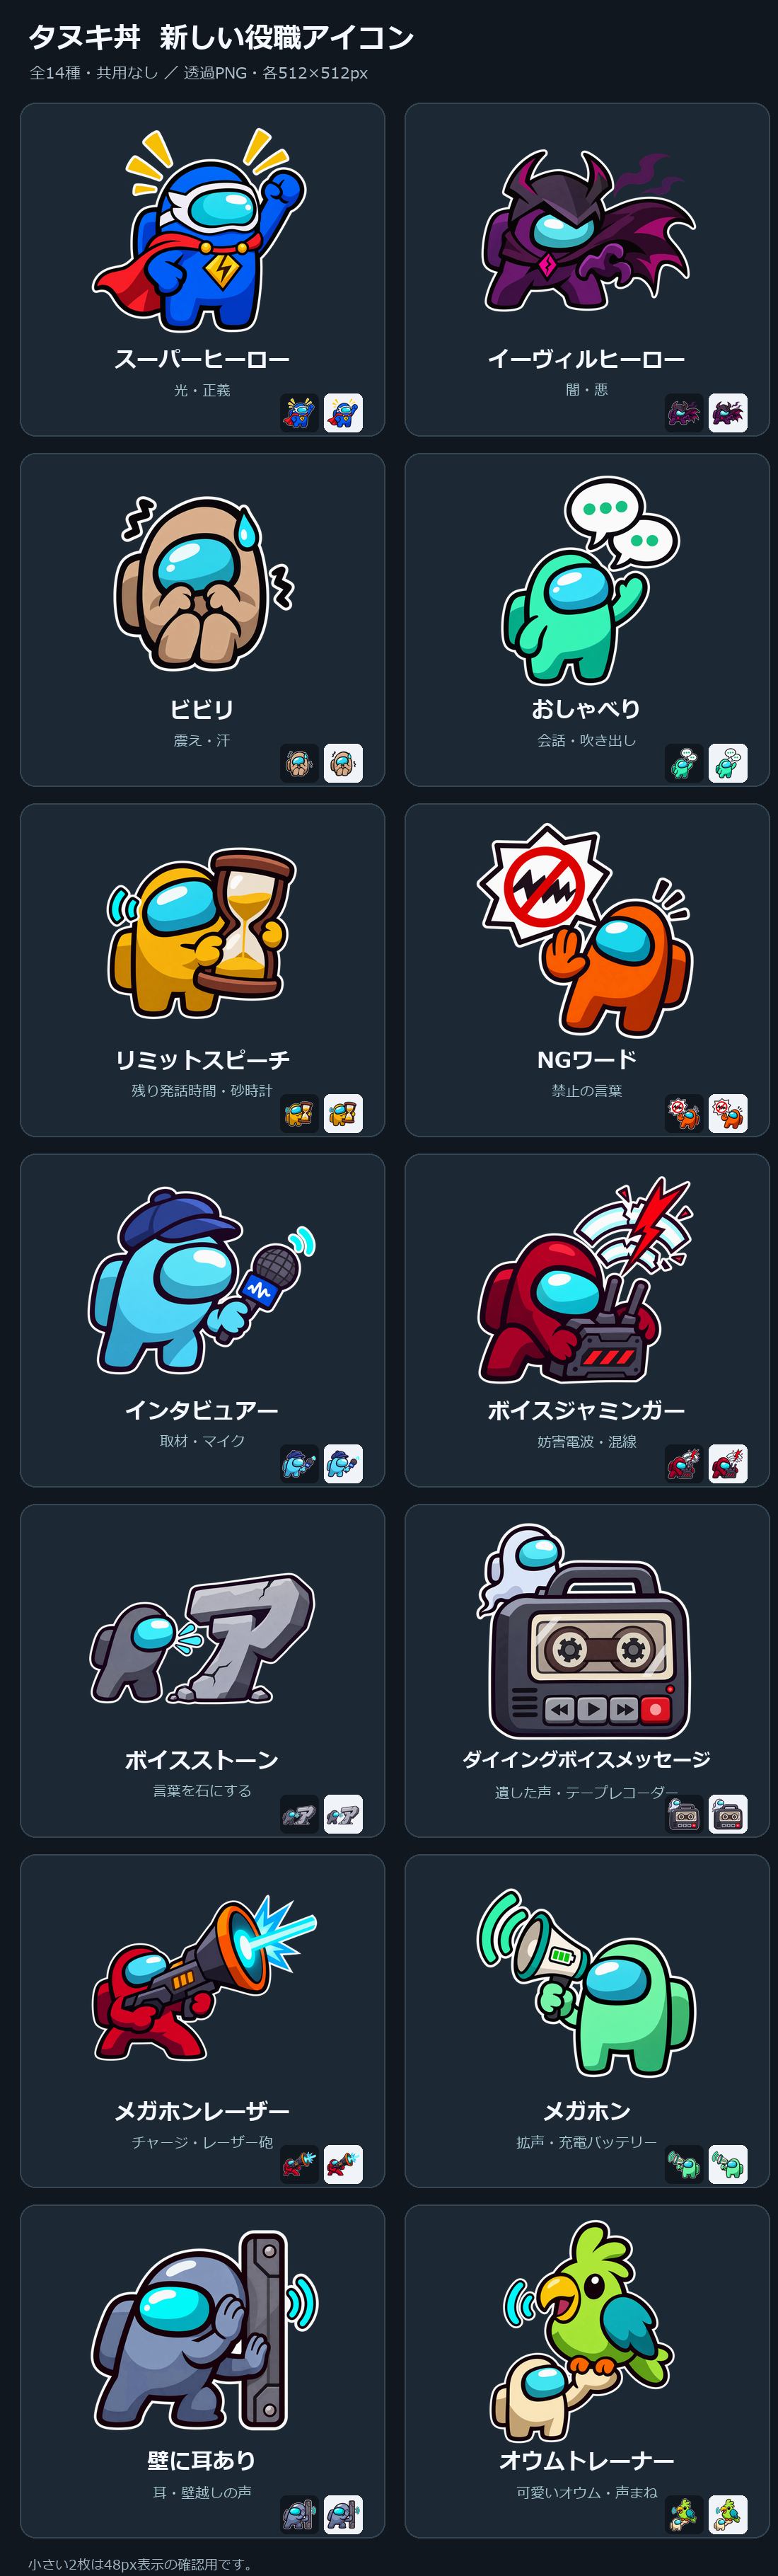 タヌキ丼 新しい役職アイコン
全14種・共用なし ／ 透過PNG・各512×512px
スーパーヒーロー
光・正義
イーヴィルヒーロー
闇・悪
ビビリ
震え・汗
おしゃべり
会話・吹き出し
リミットスピーチ
残り発話時間・砂時計
NGワード
禁止の言葉
インタビュアー
取材・マイク
ボイスジャミンガー
妨害電波・混線
ア
ボイスストーン
言葉を石にする
ダイイングボイスメッセージ
遺した声・テープレコーダー
メガホンレーザー
チャージ・レーザー砲
メガホン
拡声・充電バッテリー
壁に耳あり
耳・壁越しの声
オウムトレーナー
可愛いオウム・声まね
小さい2枚は48px表示の確認用です。